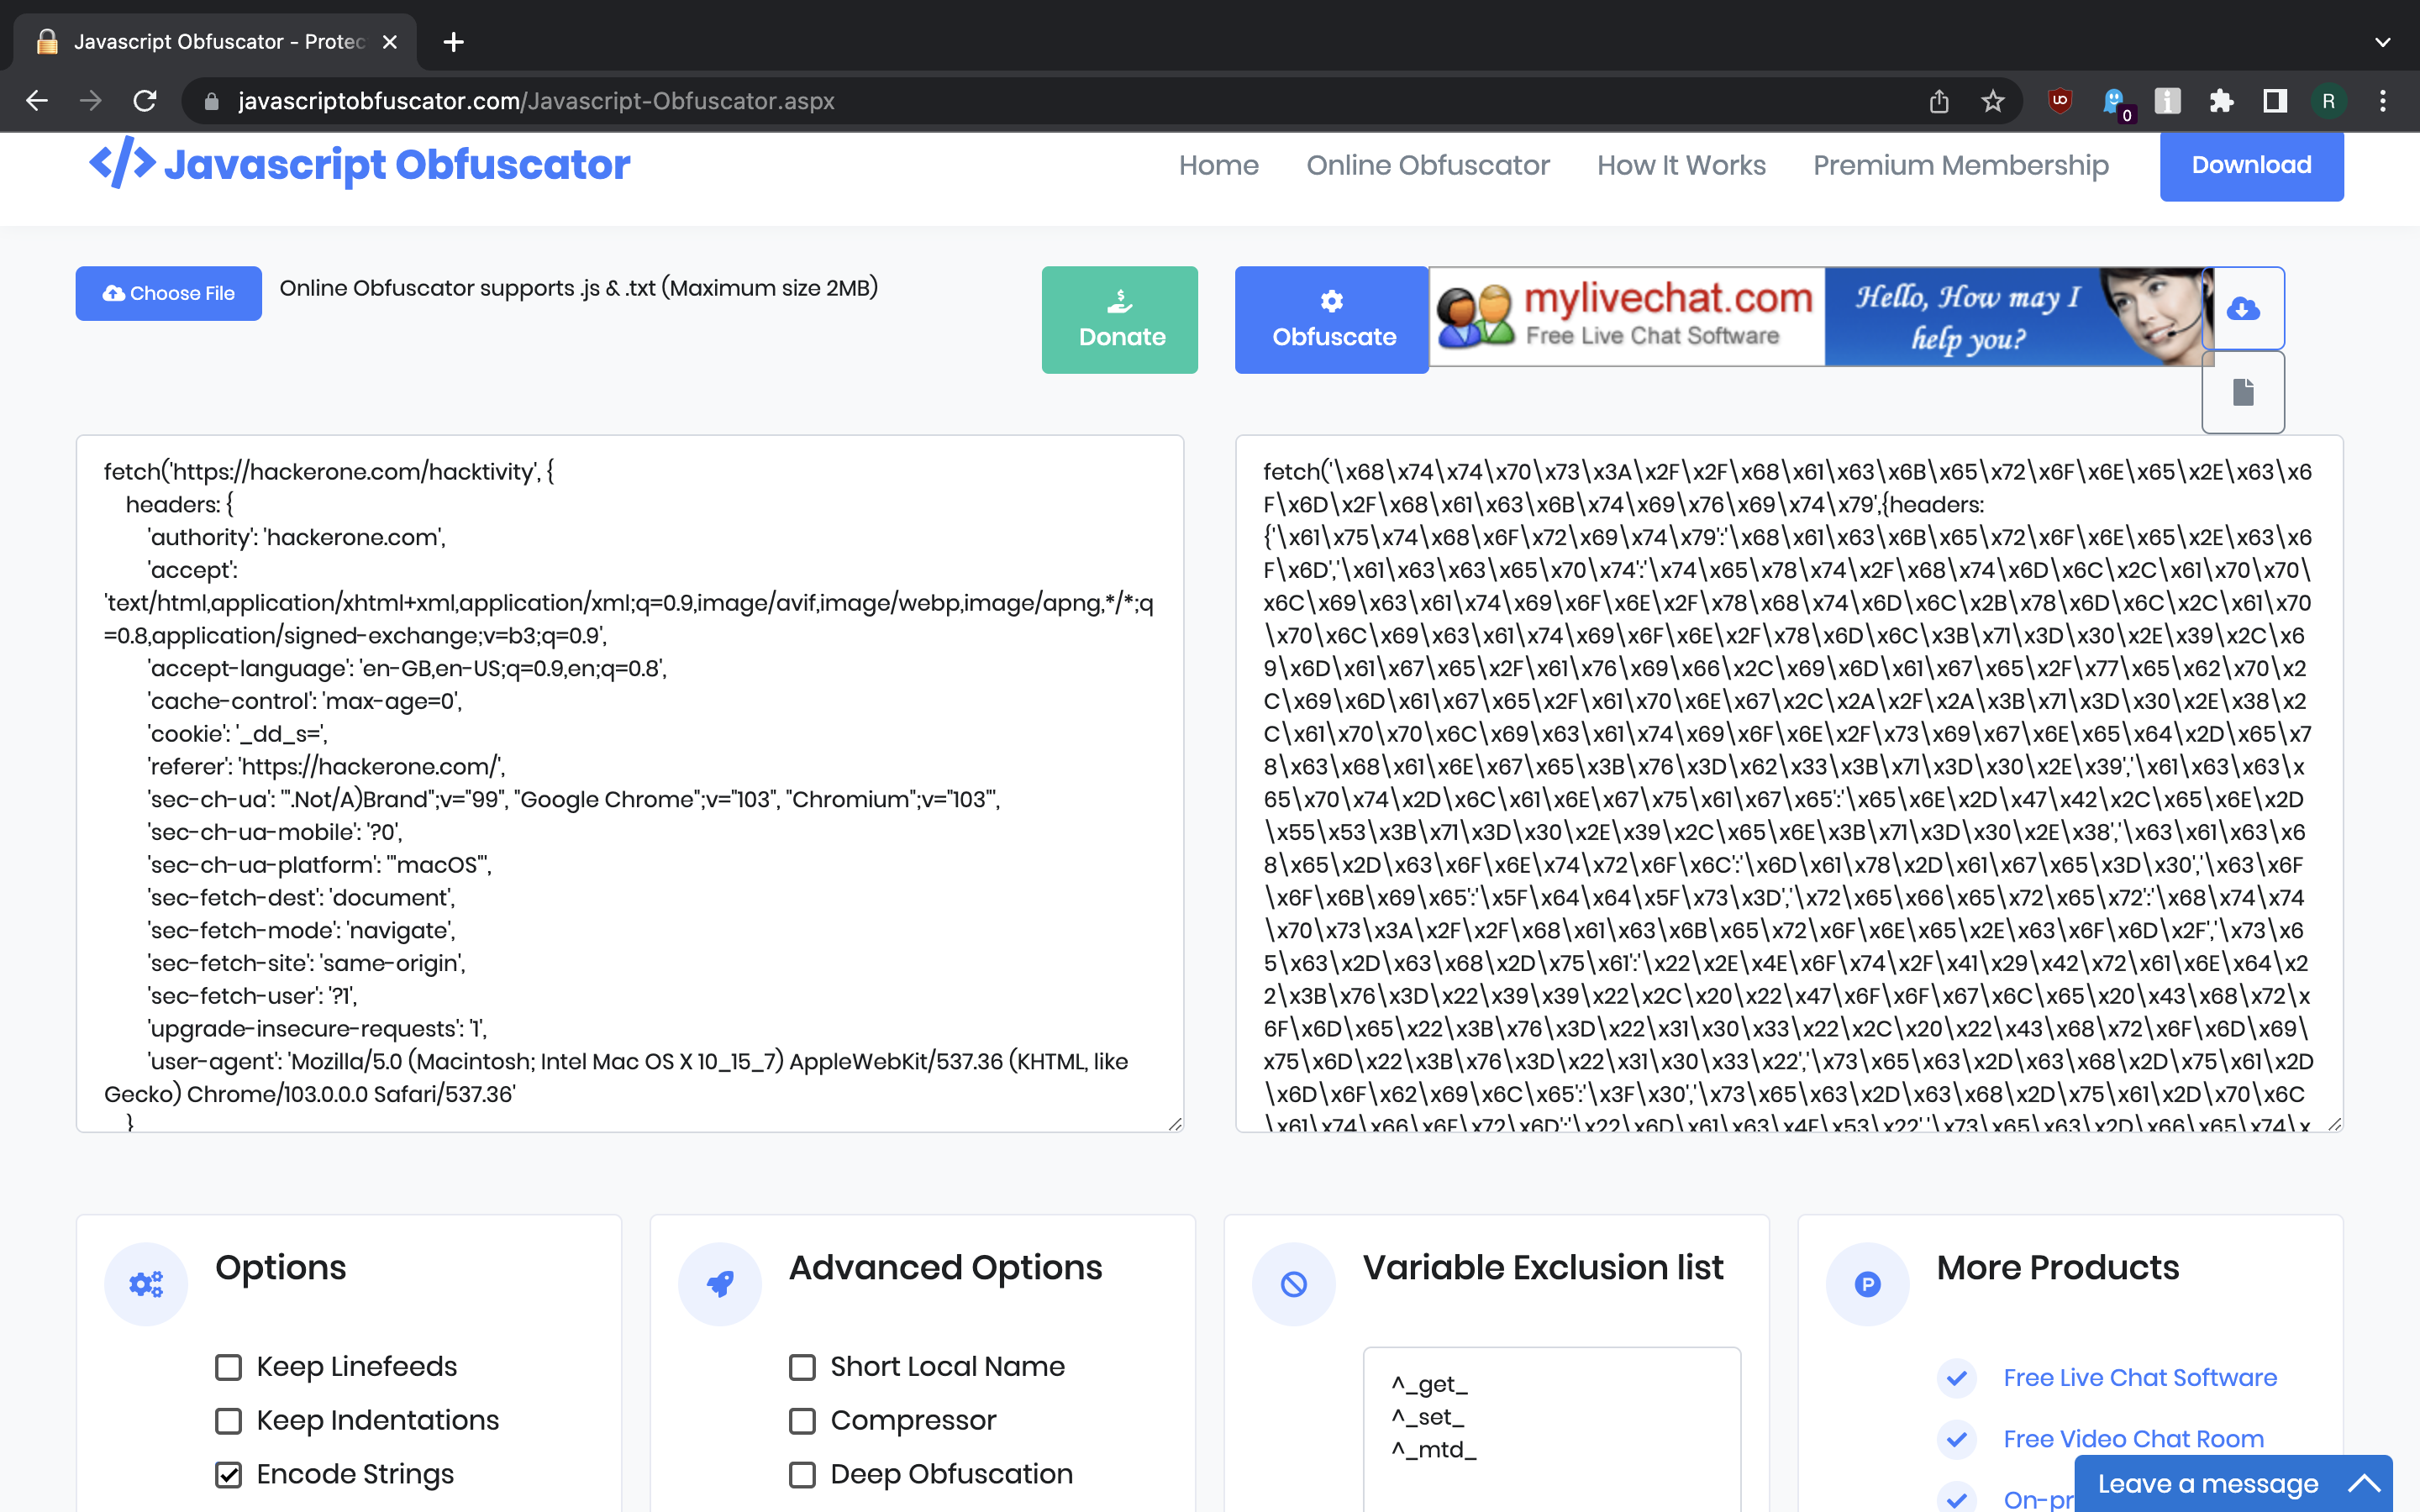 Javascript Obfuscator - Protec
javascriptobfuscator.com/Javascript-Obfuscator.aspx
0
R
</> Javascript Obfuscator
Home
Online Obfuscator
How It Works
Premium Membership
Download
Choose File
Online Obfuscator supports .js & .txt (Maximum size 2MB)
Donate
Obfuscate
mylivechat.com
Free Live Chat Software
Hello, How may I
help you?
fetch('https://hackerone.com/hacktivity', {
headers: {
'authority': 'hackerone.com',
'accept':
'text/html,application/xhtml+xml,application/xml;q=0.9,image/avif,image/webp,image/apng,*/*;q
=0.8,application/signed-exchange;v=b3;q=0.9',
'accept-language': 'en-GB,en-US;q=0.9,en;q=0.8',
'cache-control': 'max-age=0',
'cookie': '_dd_s=',
'referer': 'https://hackerone.com/',
'sec-ch-ua': '".Not/A)Brand";v="99", "Google Chrome";v="103", "Chromium";v="103"',
'sec-ch-ua-mobile': '?0',
'sec-ch-ua-platform': '"macOS"',
'sec-fetch-dest': 'document',
'sec-fetch-mode': 'navigate',
'sec-fetch-site': 'same-origin',
'sec-fetch-user': '?1',
'upgrade-insecure-requests': '1',
'user-agent': 'Mozilla/5.0 (Macintosh; Intel Mac OS X 10_15_7) AppleWebKit/537.36 (KHTML, like
Gecko) Chrome/103.0.0.0 Safari/537.36'
}
fetch('\x68\x74\x74\x70\x73\x3A\x2F\x2F\x68\x61\x63\x6B\x65\x72\x6F\x6E\x65\x2E\x63\x6
F\x6D\x2F\x68\x61\x63\x6B\x74\x69\x76\x69\x74\x79',{headers:
{'\x61\x75\x74\x68\x6F\x72\x69\x74\x79':'\x68\x61\x63\x6B\x65\x72\x6F\x6E\x65\x2E\x63\x6
F\x6D','\x61\x63\x63\x65\x70\x74':'\x74\x65\x78\x74\x2F\x68\x74\x6D\x6C\x2C\x61\x70\x70\
x6C\x69\x63\x61\x74\x69\x6F\x6E\x2F\x78\x68\x74\x6D\x6C\x2B\x78\x6D\x6C\x2C\x61\x70
\x70\x6C\x69\x63\x61\x74\x69\x6F\x6E\x2F\x78\x6D\x6C\x3B\x71\x3D\x30\x2E\x39\x2C\x6
9\x6D\x61\x67\x65\x2F\x61\x76\x69\x66\x2C\x69\x6D\x61\x67\x65\x2F\x77\x65\x62\x70\x2
C\x69\x6D\x61\x67\x65\x2F\x61\x70\x6E\x67\x2C\x2A\x2F\x2A\x3B\x71\x3D\x30\x2E\x38\x2
C\x61\x70\x70\x6C\x69\x63\x61\x74\x69\x6F\x6E\x2F\x73\x69\x67\x6E\x65\x64\x2D\x65\x7
8\x63\x68\x61\x6E\x67\x65\x3B\x76\x3D\x62\x33\x3B\x71\x3D\x30\x2E\x39','\x61\x63\x63\x
65\x70\x74\x2D\x6C\x61\x6E\x67\x75\x61\x67\x65':'\x65\x6E\x2D\x47\x42\x2C\x65\x6E\x2D
\x55\x53\x3B\x71\x3D\x30\x2E\x39\x2C\x65\x6E\x3B\x71\x3D\x30\x2E\x38','\x63\x61\x63\x6
8\x65\x2D\x63\x6F\x6E\x74\x72\x6F\x6C':'\x6D\x61\x78\x2D\x61\x67\x65\x3D\x30','\x63\x6F
\x6F\x6B\x69\x65':'\x5F\x64\x64\x5F\x73\x3D','\x72\x65\x66\x65\x72\x65\x72':'\x68\x74\x74
\x70\x73\x3A\x2F\x2F\x68\x61\x63\x6B\x65\x72\x6F\x6E\x65\x2E\x63\x6F\x6D\x2F','\x73\x6
5\x63\x2D\x63\x68\x2D\x75\x61':'\x22\x2E\x4E\x6F\x74\x2F\x41\x29\x42\x72\x61\x6E\x64\x2
2\x3B\x76\x3D\x22\x39\x39\x22\x2C\x20\x22\x47\x6F\x6F\x67\x6C\x65\x20\x43\x68\x72\x
6F\x6D\x65\x22\x3B\x76\x3D\x22\x31\x30\x33\x22\x2C\x20\x22\x43\x68\x72\x6F\x6D\x69\
x75\x6D\x22\x3B\x76\x3D\x22\x31\x30\x33\x22','\x73\x65\x63\x2D\x63\x68\x2D\x75\x61\x2D
\x6D\x6F\x62\x69\x6C\x65':'\x3F\x30','\x73\x65\x63\x2D\x63\x68\x2D\x75\x61\x2D\x70\x6C
\x61\x74\x66\x6F\x72\x6D':'\x22\x6D\x61\x63\x4F\x53\x22','\x73\x65\x63\x2D\x66\x65\x74\x
Options
Keep Linefeeds
Keep Indentations
Encode Strings
Advanced Options
Short Local Name
Compressor
Deep Obfuscation
Variable Exclusion list
^_get_
^_set_
^_mtd_
More Products
Free Live Chat Software
Free Video Chat Room
On-pr
Leave a message